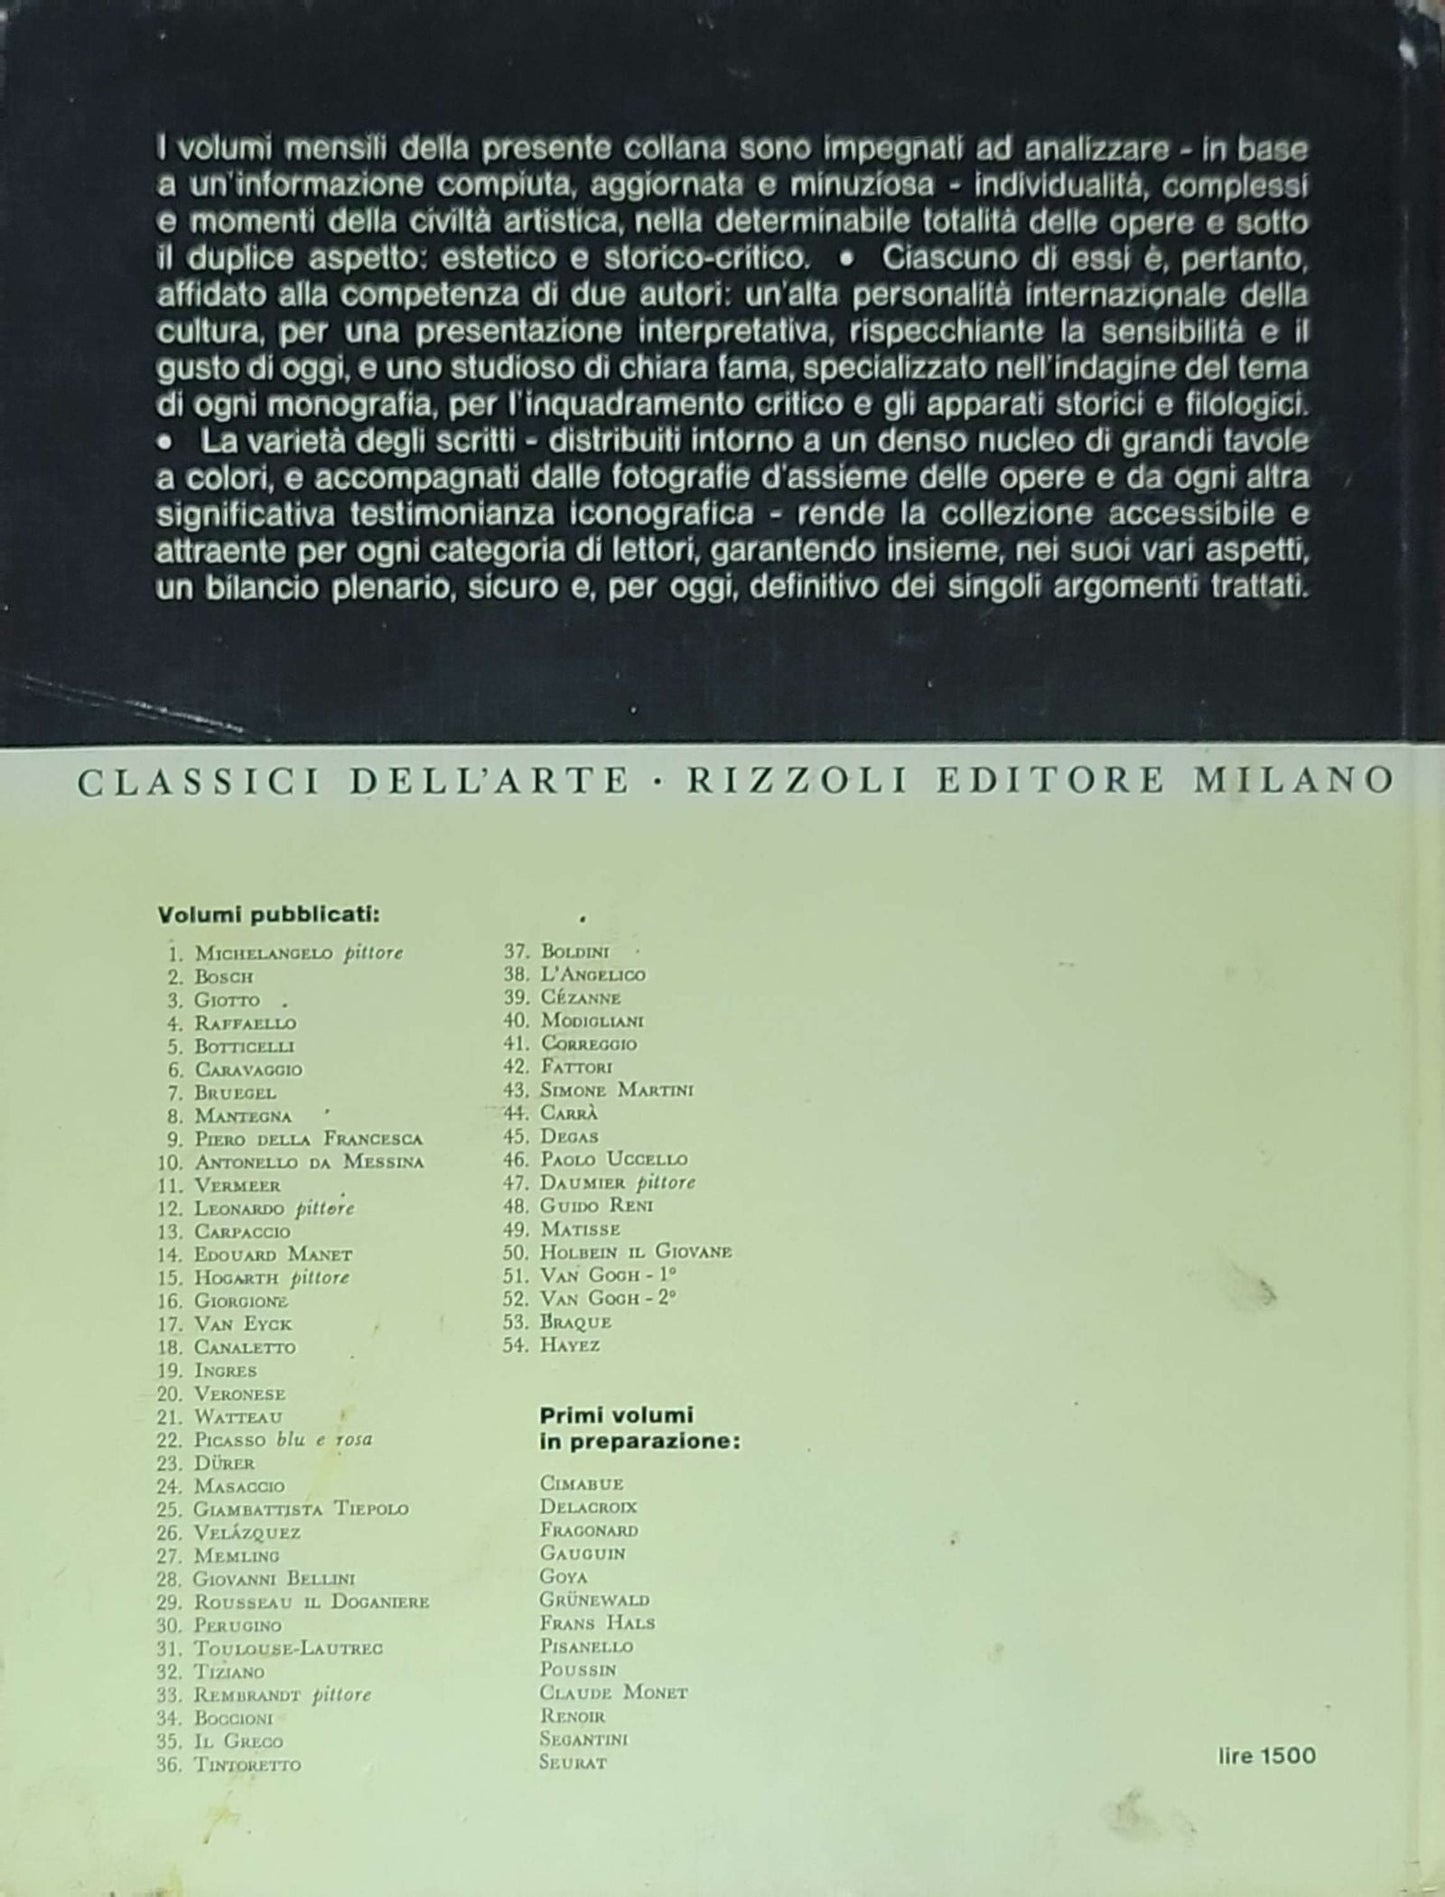 I volumi mensili della presente collana sono impegnati ad analizzare - in base
a un'informazione compiuta, aggiornata e minuziosa - individualità, complessi
e momenti della civiltà artistica, nella determinabile totalità delle opere e sotto
il duplice aspetto: estetico e storico-critico. • Ciascuno di essi è, pertanto,
affidato alla competenza di due autori: un'alta personalità internazionale della
cultura, per una presentazione interpretativa, rispecchiante la sensibilità e il
gusto di oggi, e uno studioso di chiara fama, specializzato nell'indagine del tema
di ogni monografia, per l'inquadramento critico e gli apparati storici e filologici.
• La varietà degli scritti - distribuiti intorno a un denso nucleo di grandi tavole
a colori, e accompagnati dalle fotografie d'assieme delle opere e da ogni altra
significativa testimonianza iconografica - rende la collezione accessibile e
attraente per ogni categoria di lettori, garantendo insieme, nei suoi vari aspetti,
un bilancio plenario, sicuro e, per oggi, definitivo dei singoli argomenti trattati.
CLASSICI DELL'ARTE · RIZZOLI EDITORE MILANO
Volumi pubblicati:
1. MICHELANGELO pittore
2. BOSCH
3. GIOTTO
4. RAFFAELLO
5. BOTTICELLI
6. CARAVAGGIO
7. BRUEGEL
8. MANTEGNA
9. PIERO DELLA FRANCESCA
10. ANTONELLO DA MESSINA
11. VERMEER
12. LEONARDO pittore
13. CARPACCIO
14. EDOUARD MANET
15. HOGARTH pittore
16. GIORGIONE
17. VAN EYCK
18. CANALETTO
19. INGRES
20. VERONESE
21. WATTEAU
22. PICASSO blu e rosa
23. DÜRER
24. MASACCIO
25. GIAMBATTISTA TIEPOLO
26. VELÁZQUEZ
27. MEMLING
28. GIOVANNI BELLINI
29. ROUSSEAU IL DOGANIERE
30. PERUGINO
31. TOULOUSE-LAUTREC
32. TIZIANO
33. REMBRANDT pittore
34. BOCCIONI
35. IL GRECO
36. TINTORETTO
37. BOLDINI
38. L'ANGELICO
39. CÉZANNE
40. MODIGLIANI
41. CORREGGIO
42. FATTORI
43. SIMONE MARTINI
44. CARRÀ
45. DEGAS
46. PAOLO UCCELLO
47. DAUMIER pittore
48. GUIDO RENI
49. MATISSE
50. HOLBEIN IL GIOVANE
51. VAN GOGH - 1º
52. VAN GOGH - 2º
53. BRAQUE
54. HAYEZ
Primi volumi
in preparazione:
CIMABUE
DELACROIX
FRAGONARD
GAUGUIN
GOYA
GRÜNEWALD
FRANS HALS
PISANELLO
POUSSIN
CLAUDE MONET
RENOIR
SEGANTINI
SEURAT
lire 1500